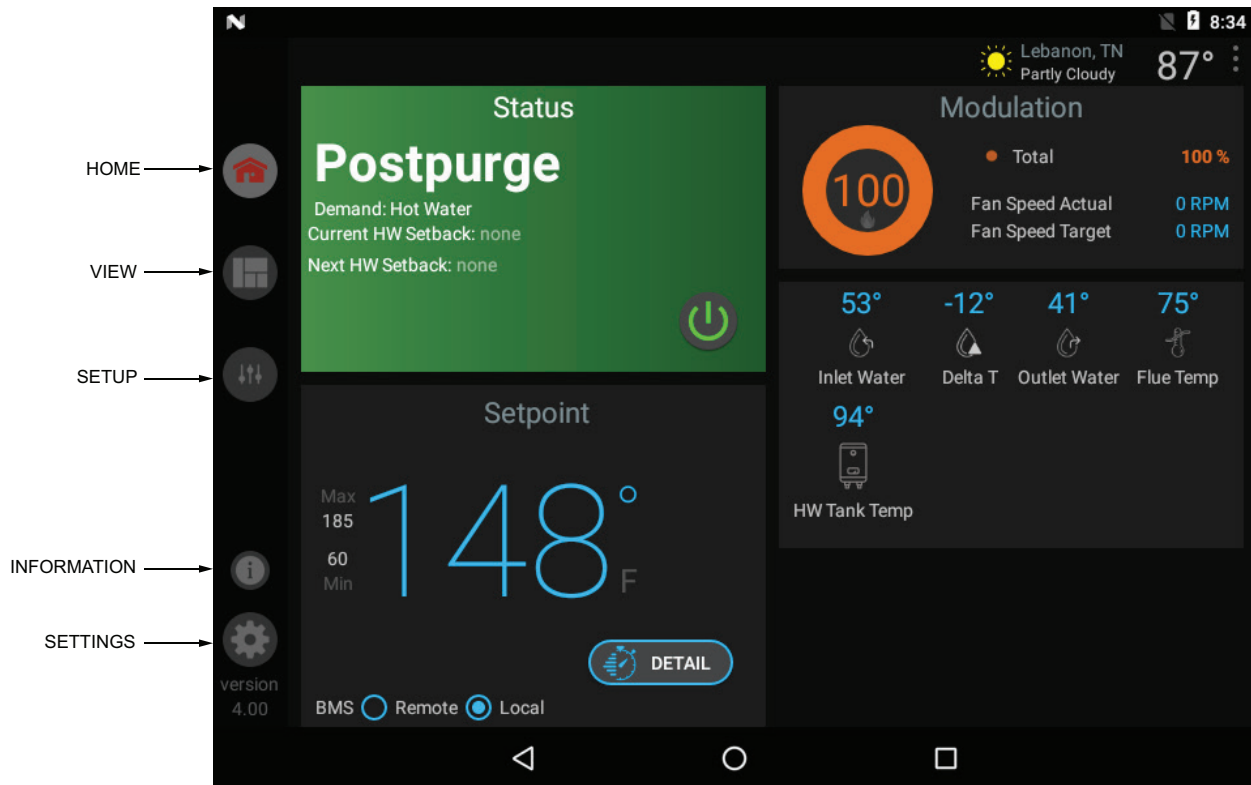 8:34
Lebanon, TN
Partly Cloudy
87°
HOME
VIEW
SETUP
INFORMATION
SETTINGS
version
4.00
Status
Postpurge
Demand: Hot Water
Current HW Setback: none
Next HW Setback: none
Setpoint
Max
185
60
Min
148°
F
DETAIL
BMS Remote Local
Modulation
100
Total 100 %
Fan Speed Actual 0 RPM
Fan Speed Target 0 RPM
53° -12° 41° 75°
Inlet Water Delta T Outlet Water Flue Temp
94°
HW Tank Temp